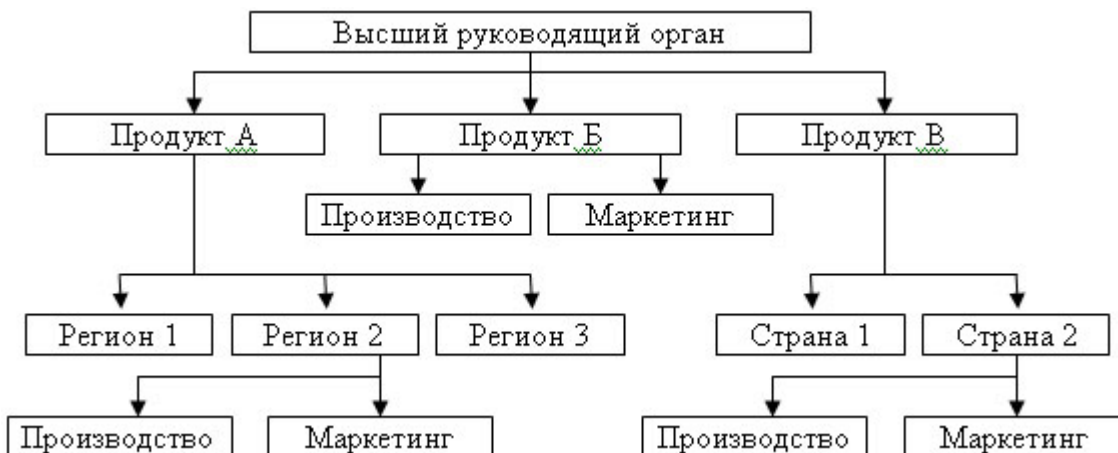 Высший руководящий орган
Продукт А
Продукт Б
Продукт В
Производство
Маркетинг
Регион 1
Регион 2
Регион 3
Страна 1
Страна 2
Производство
Маркетинг
Производство
Маркетинг